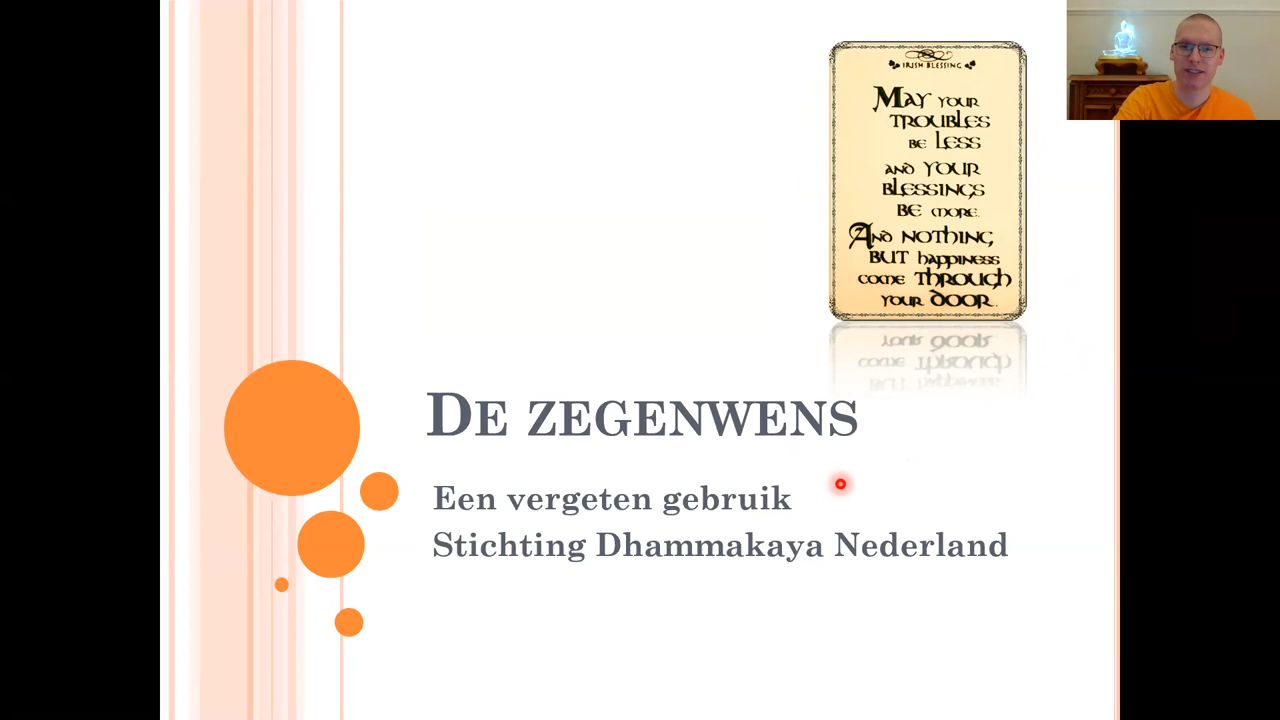 IRISH BLESSING
MAY YOUR
TROUBLES
BE LESS
AND YOUR
BLESSINGS
BE MORE.
AND NOTHING
BUT HAPPINESS
COME THROUGH
YOUR DOOR.
DE ZEGENWENS
Een vergeten gebruik
Stichting Dhammakaya Nederland